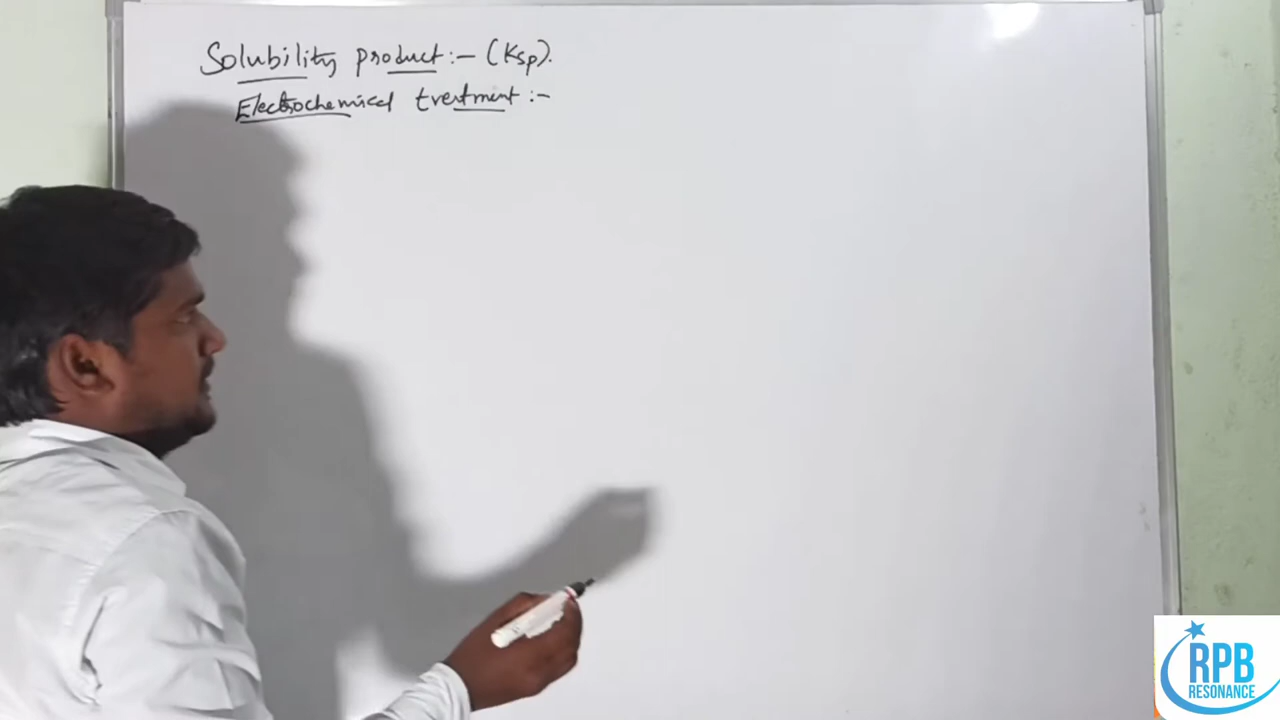 Solubility product :- (Ksp).
Electrochemical treatment :-
RPB
RESONANCE